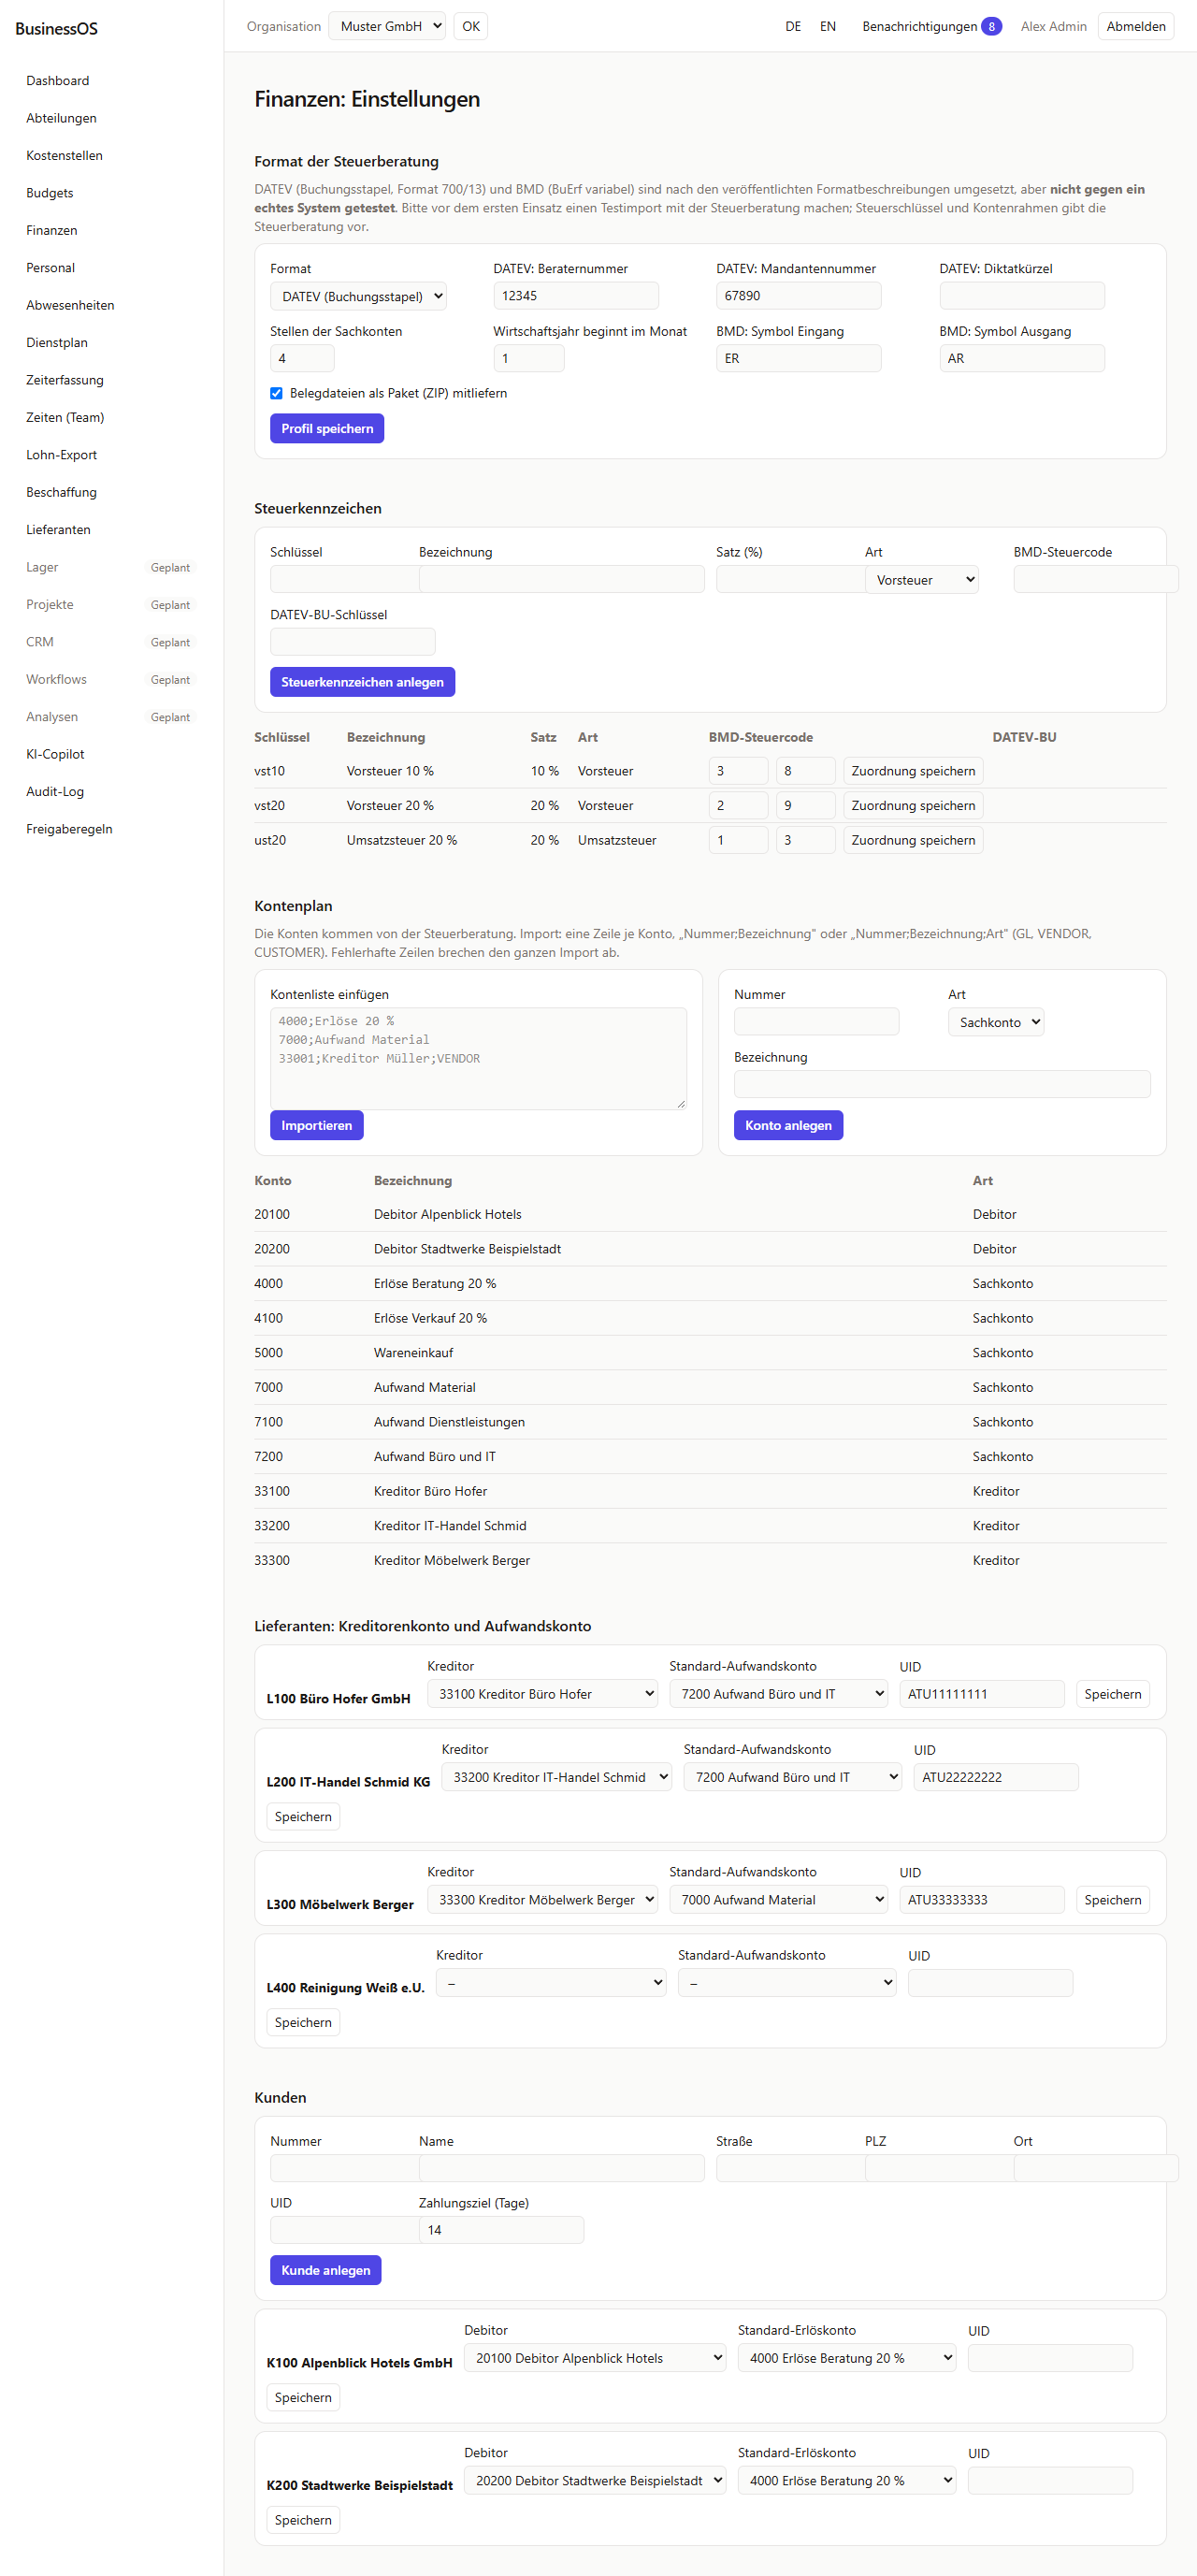 BusinessOS
Organisation Muster GmbH OK DE EN Benachrichtigungen 8 Alex Admin Abmelden
Dashboard
Abteilungen
Kostenstellen
Budgets
Finanzen
Personal
Abwesenheiten
Dienstplan
Zeiterfassung
Zeiten (Team)
Lohn-Export
Beschaffung
Lieferanten
Lager Geplant
Projekte Geplant
CRM Geplant
Workflows Geplant
Analysen Geplant
KI-Copilot
Audit-Log
Freigaberegeln
Finanzen: Einstellungen
Format der Steuerberatung
DATEV (Buchungsstapel, Format 700/13) und BMD (BuErf variabel) sind nach den veröffentlichten Formatbeschreibungen umgesetzt, aber nicht gegen ein
echtes System getestet. Bitte vor dem ersten Einsatz einen Testimport mit der Steuerberatung machen; Steuerschlüssel und Kontenrahmen gibt die
Steuerberatung vor.
Format DATEV: Beraternummer DATEV: Mandantennummer DATEV: Diktatkürzel
DATEV (Buchungsstapel) 12345 67890
Stellen der Sachkonten Wirtschaftsjahr beginnt im Monat BMD: Symbol Eingang BMD: Symbol Ausgang
4 1 ER AR
Belegdateien als Paket (ZIP) mitliefern
Profil speichern
Steuerkennzeichen
Schlüssel Bezeichnung Satz (%) Art BMD-Steuercode
Vorsteuer
DATEV-BU-Schlüssel
Steuerkennzeichen anlegen
Schlüssel Bezeichnung Satz Art BMD-Steuercode DATEV-BU
vst10 Vorsteuer 10 % 10 % Vorsteuer 3 8 Zuordnung speichern
vst20 Vorsteuer 20 % 20 % Vorsteuer 2 9 Zuordnung speichern
ust20 Umsatzsteuer 20 % 20 % Umsatzsteuer 1 3 Zuordnung speichern
Kontenplan
Die Konten kommen von der Steuerberatung. Import: eine Zeile je Konto, „Nummer;Bezeichnung" oder „Nummer;Bezeichnung;Art" (GL, VENDOR,
CUSTOMER). Fehlerhafte Zeilen brechen den ganzen Import ab.
Kontenliste einfügen
4000;Erlöse 20 %
7000;Aufwand Material
33001;Kreditor Müller;VENDOR
Importieren
Nummer Art
Sachkonto
Bezeichnung
Konto anlegen
Konto Bezeichnung Art
20100 Debitor Alpenblick Hotels Debitor
20200 Debitor Stadtwerke Beispielstadt Debitor
4000 Erlöse Beratung 20 % Sachkonto
4100 Erlöse Verkauf 20 % Sachkonto
5000 Wareneinkauf Sachkonto
7000 Aufwand Material Sachkonto
7100 Aufwand Dienstleistungen Sachkonto
7200 Aufwand Büro und IT Sachkonto
33100 Kreditor Büro Hofer Kreditor
33200 Kreditor IT-Handel Schmid Kreditor
33300 Kreditor Möbelwerk Berger Kreditor
Lieferanten: Kreditorenkonto und Aufwandskonto
Kreditor Standard-Aufwandskonto UID
L100 Büro Hofer GmbH 33100 Kreditor Büro Hofer 7200 Aufwand Büro und IT ATU11111111 Speichern
Kreditor Standard-Aufwandskonto UID
L200 IT-Handel Schmid KG 33200 Kreditor IT-Handel Schmid 7200 Aufwand Büro und IT ATU22222222
Speichern
Kreditor Standard-Aufwandskonto UID
L300 Möbelwerk Berger 33300 Kreditor Möbelwerk Berger 7000 Aufwand Material ATU33333333 Speichern
Kreditor Standard-Aufwandskonto UID
L400 Reinigung Weiß e.U. – –
Speichern
Kunden
Nummer Name Straße PLZ Ort
UID Zahlungsziel (Tage)
14
Kunde anlegen
Debitor Standard-Erlöskonto UID
K100 Alpenblick Hotels GmbH 20100 Debitor Alpenblick Hotels 4000 Erlöse Beratung 20 %
Speichern
Debitor Standard-Erlöskonto UID
K200 Stadtwerke Beispielstadt 20200 Debitor Stadtwerke Beispielstadt 4000 Erlöse Beratung 20 %
Speichern